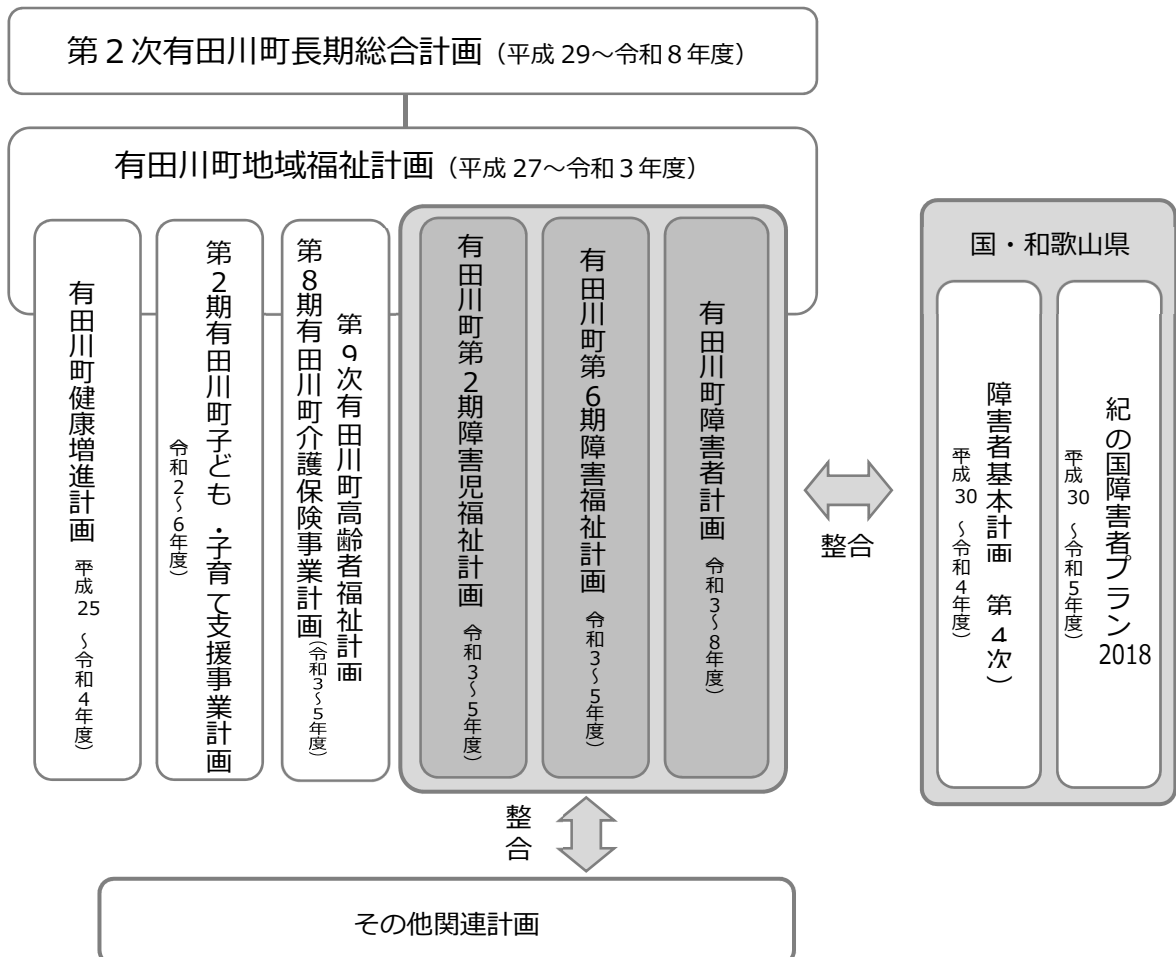 第2次有田川町長期総合計画（平成29～令和8年度）
有田川町地域福祉計画（平成27～令和3年度）
有田川町健康増進計画 平成25～令和4年度）
第2期有田川町子ども・子育て支援事業計画
令和2～6年度）
第9次有田川町高齢者福祉計画
第8期有田川町介護保険事業計画（令和3～5年度）
有田川町第2期障害児福祉計画 令和3～5年度）
有田川町第6期障害福祉計画 令和3～5年度）
有田川町障害者計画 令和3～8年度）
整合
国・和歌山県
障害者基本計画 第4次）
平成30～令和4年度）
紀の国障害者プラン2018
平成30～令和5年度）
整合
その他関連計画